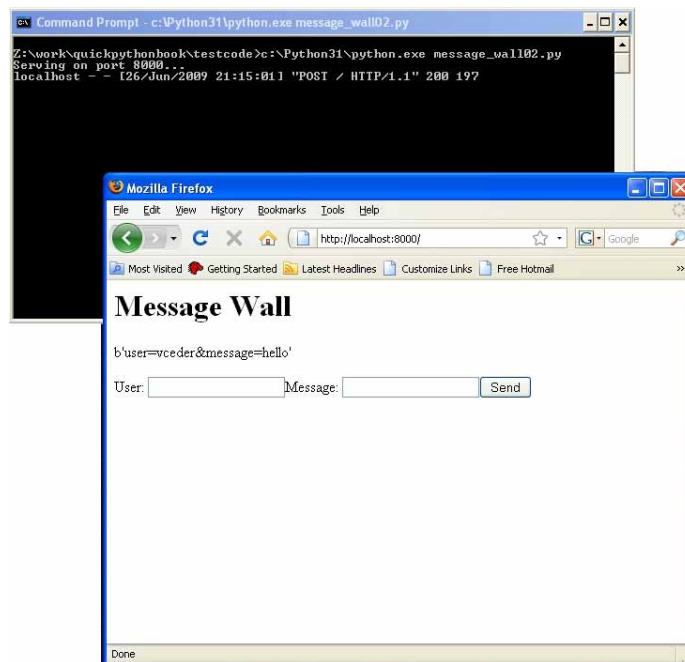 Command Prompt - c:\Python31\python.exe message_wall02.py
Z:\work\quickpythonbook\testcode>c:\Python31\python.exe message_wall02.py
Serving on port 8000...
localhost - - [26/Jun/2009 21:15:01] "POST / HTTP/1.1" 200 197
Mozilla Firefox
File Edit View History Bookmarks Tools Help
http://localhost:8000/
G Google
Most Visited Getting Started Latest Headlines Customize Links Free Hotmail »
Message Wall
b'user=vceder&message=hello'
User: Message: Send
Done